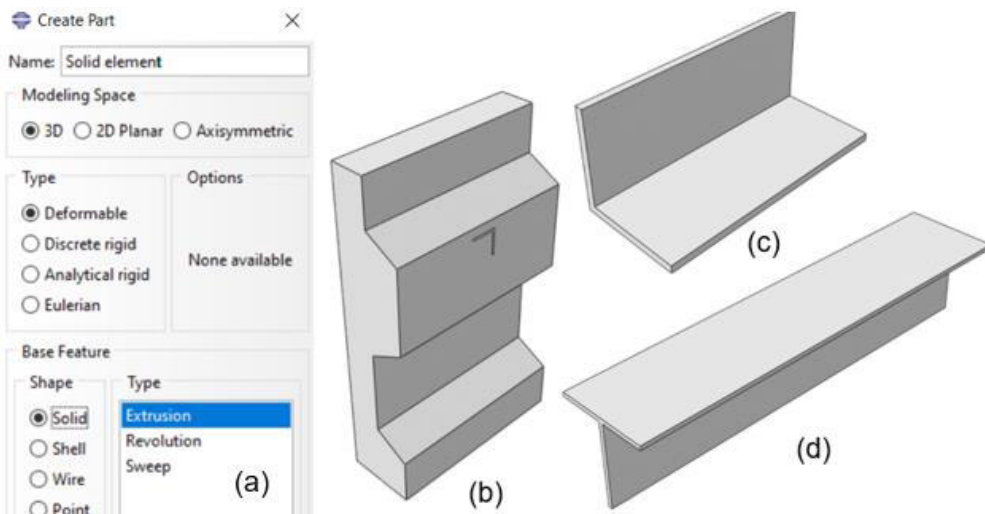 Create Part
Name: Solid element
Modeling Space
3D 2D Planar Axisymmetric
Type
Deformable
Discrete rigid
Analytical rigid
Eulerian
Options
None available
Base Feature
Shape
Solid
Shell
Wire
Point
Type
Extrusion
Revolution
Sweep
(a)
(b)
(c)
(d)